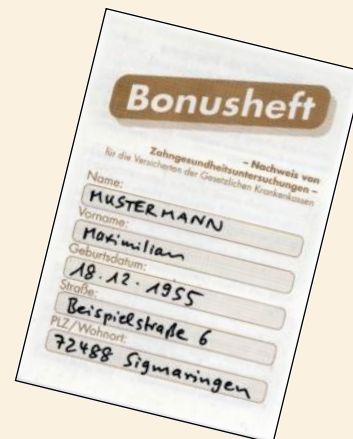 Bonusheft
– Nachweis von
Zahngesundheitsuntersuchungen –
für die Versicherten der Gesetzlichen Krankenkassen
Name:
MUSTERMANN
Vorname:
Maximilian
Geburtsdatum:
18.12.1955
Straße:
Beispielstraße 6
PLZ/Wohnort:
72488 Sigmaringen